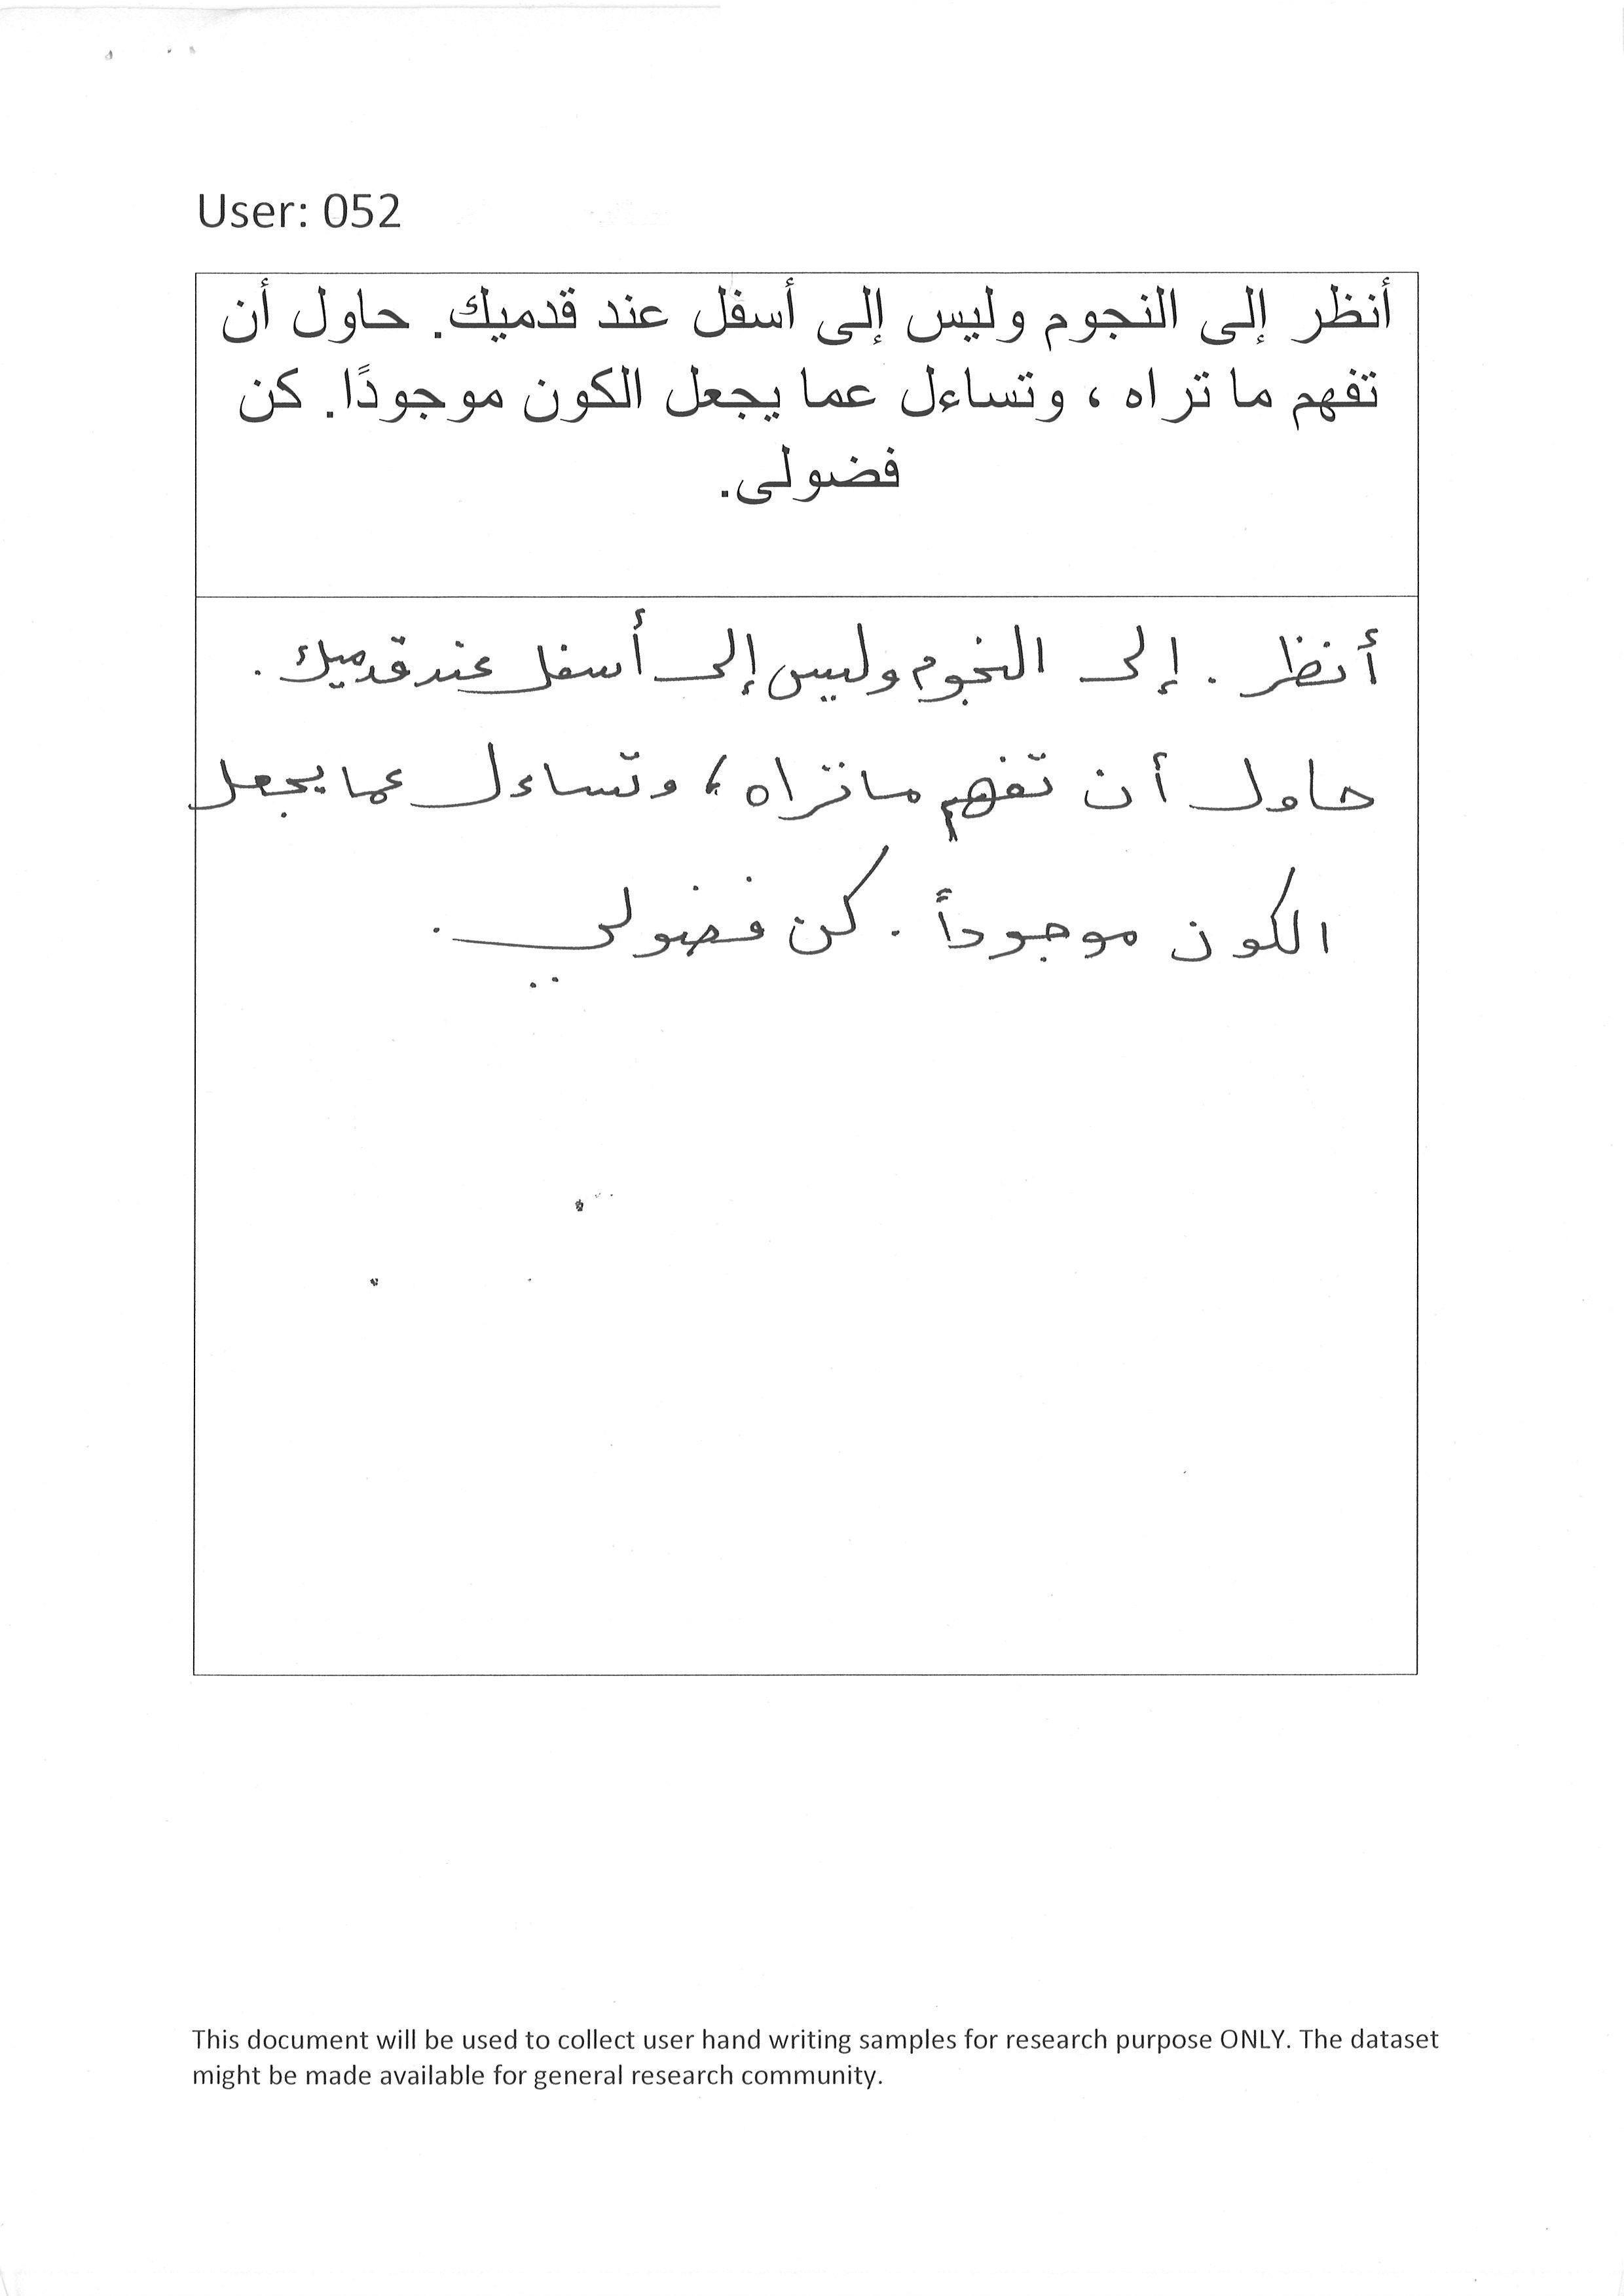 User: 052
أنظر إلى النجوم وليس إلى أسفل عند قدميك. حاول أن
تفهم ما تراه ، وتساءل عما يجعل الكون موجودًا. كن
فضولى.
أنظر . إلى النجوم وليس إلى أسفل عند قدميك .
حاول أن تفهم ما تراه ، وتساءل عما يجعل
الكون موجوداً . كن فضولي .
This document will be used to collect user hand writing samples for research purpose ONLY. The dataset
might be made available for general research community.